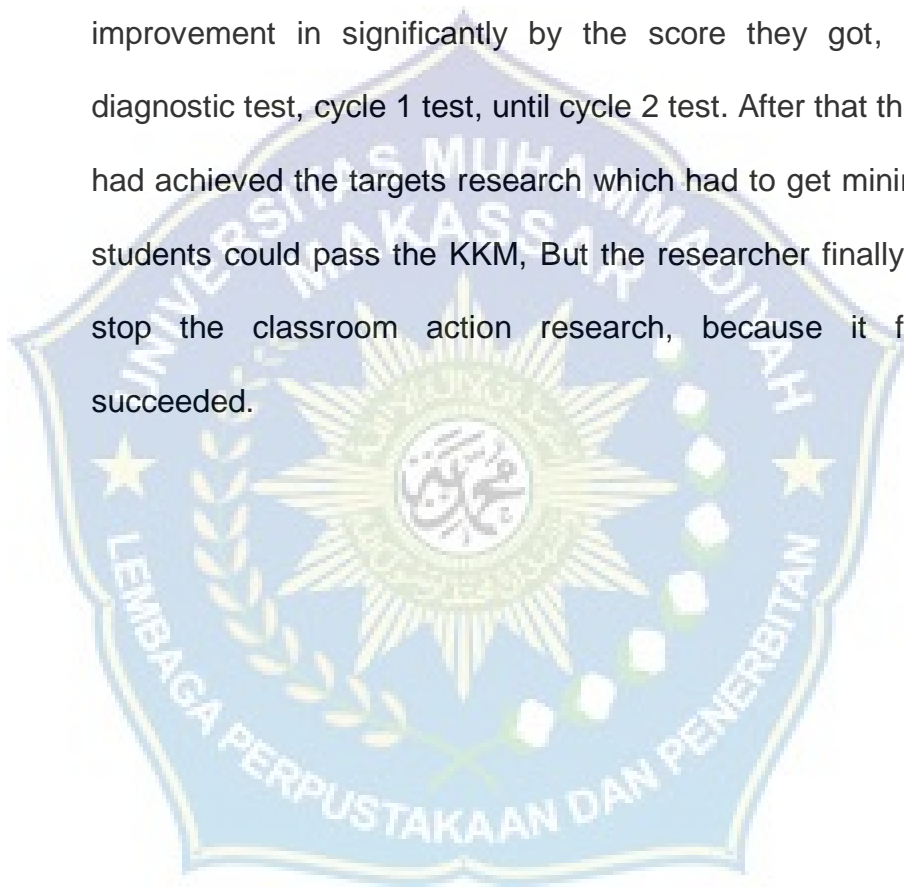 improvement in significantly by the score they got,
diagnostic test, cycle 1 test, until cycle 2 test. After that
had achieved the targets research which had to get
students could pass the KKM, But the researcher finally
stop the classroom action research, because it
succeeded.
UNIVERSITAS MUHAMMADIYAH
MAKASSAR
LEMBAGA PERPUSTAKAAN DAN PENERBITAN